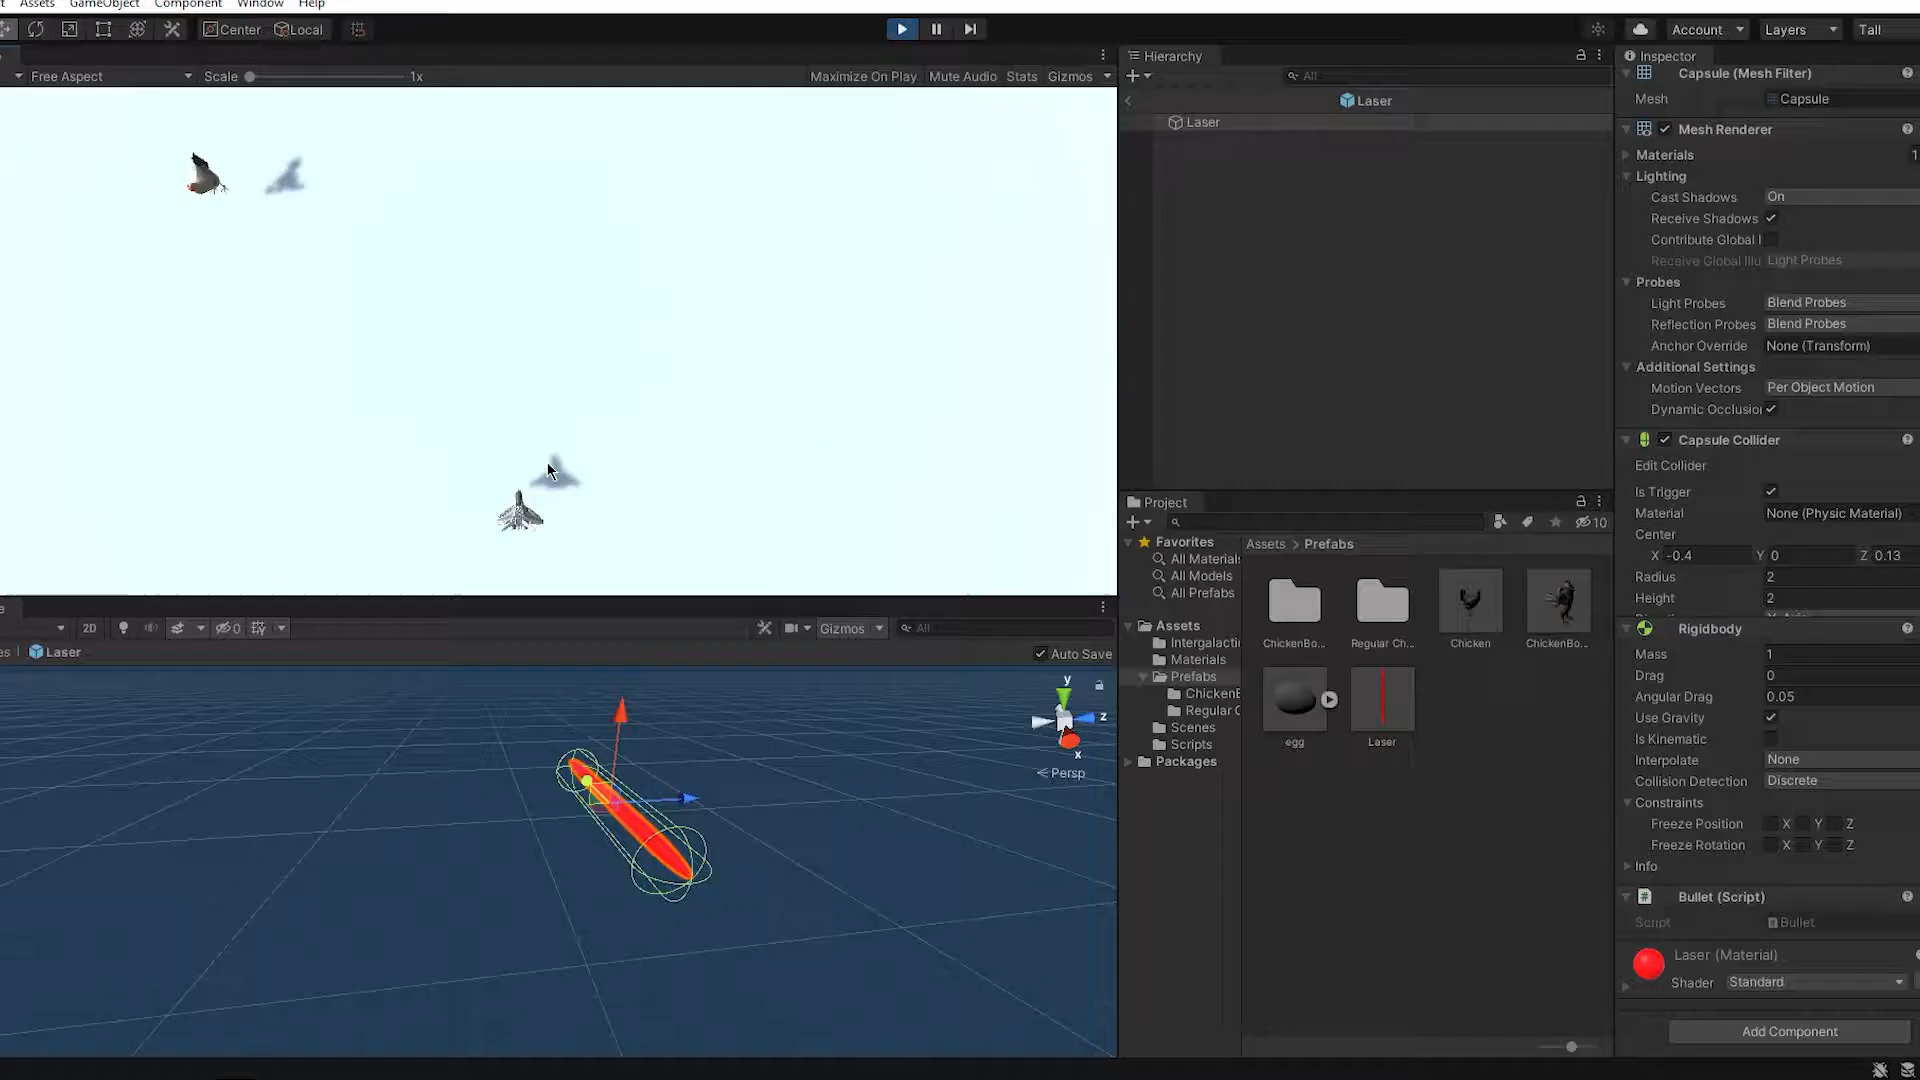 Assets GameObject Component Window Help
Center Local
Account Layers Tall
Free Aspect Scale 1x Maximize On Play Mute Audio Stats Gizmos
Hierarchy
All
Laser
Laser
Project
10
Favorites
All Material
All Models
All Prefabs
Assets
Intergalacti
Materials
Prefabs
ChickenB
Regular C
Scenes
Scripts
Packages
Assets > Prefabs
ChickenBo...
Regular Ch...
Chicken
ChickenBo...
egg
Laser
2D 0 Gizmos All
es Laser Auto Save
y
z
x
Persp
Inspector
Capsule (Mesh Filter)
Mesh Capsule
Mesh Renderer
Materials 1
Lighting
Cast Shadows On
Receive Shadows
Contribute Global I
Receive Global Illu Light Probes
Probes
Light Probes Blend Probes
Reflection Probes Blend Probes
Anchor Override None (Transform)
Additional Settings
Motion Vectors Per Object Motion
Dynamic Occlusion
Capsule Collider
Edit Collider
Is Trigger
Material None (Physic Material)
Center
X -0.4 Y 0 Z 0.13
Radius 2
Height 2
Rigidbody
Mass 1
Drag 0
Angular Drag 0.05
Use Gravity
Is Kinematic
Interpolate None
Collision Detection Discrete
Constraints
Freeze Position X Y Z
Freeze Rotation X Y Z
Info
# Bullet (Script)
Script Bullet
Laser (Material)
Shader Standard
Add Component